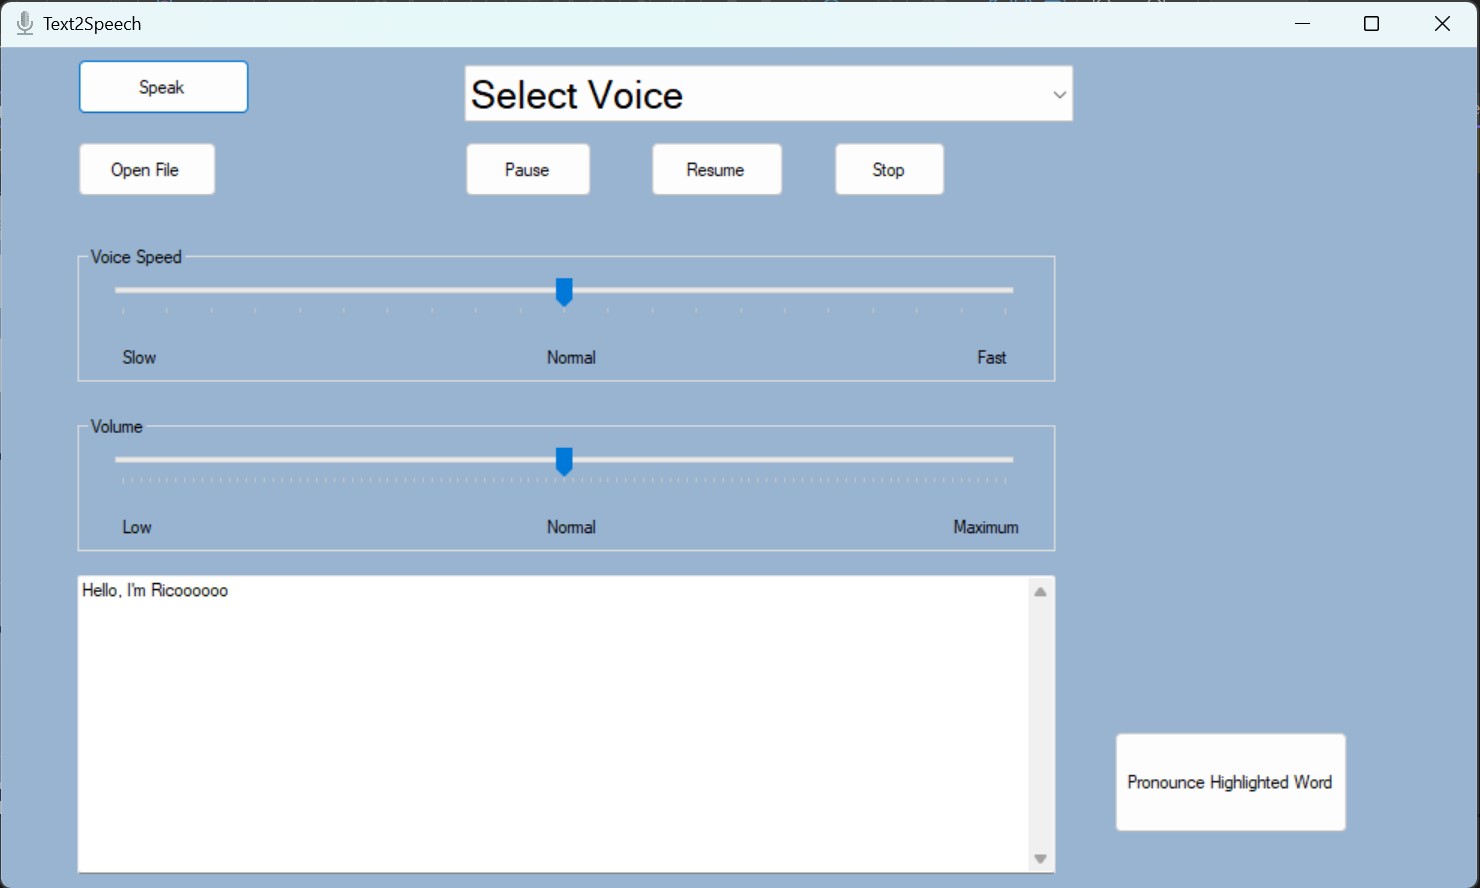 Text2Speech
Speak
Select Voice
Open File
Pause
Resume
Stop
Voice Speed
Slow
Normal
Fast
Volume
Low
Normal
Maximum
Hello, I'm Ricoooooo
Pronounce Highlighted Word